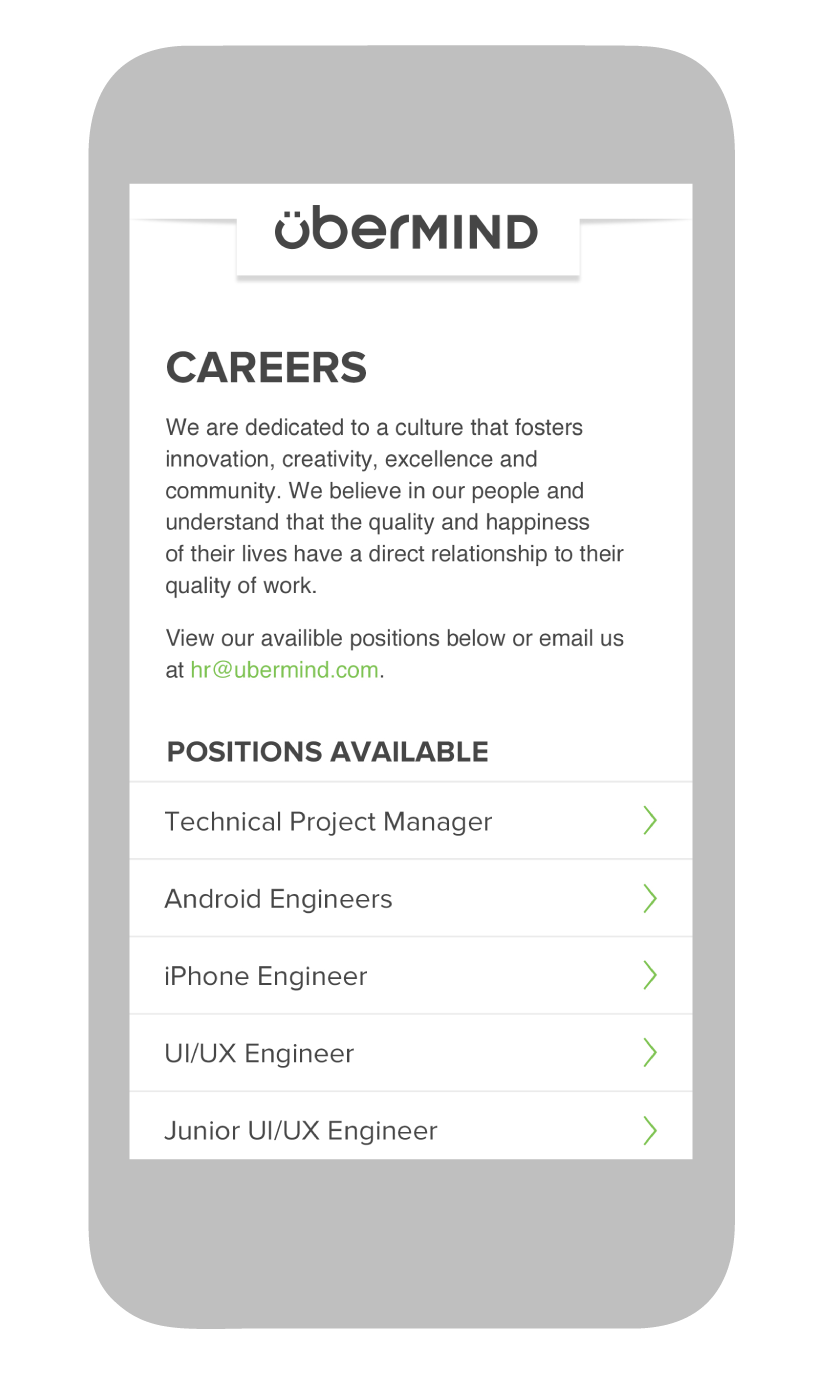 übermind
CAREERS
We are dedicated to a culture that fosters
innovation, creativity, excellence and
community. We believe in our people and
understand that the quality and happiness
of their lives have a direct relationship to their
quality of work.
View our availible positions below or email us
at hr@ubermind.com.
POSITIONS AVAILABLE
Technical Project Manager
Android Engineers
iPhone Engineer
UI/UX Engineer
Junior UI/UX Engineer